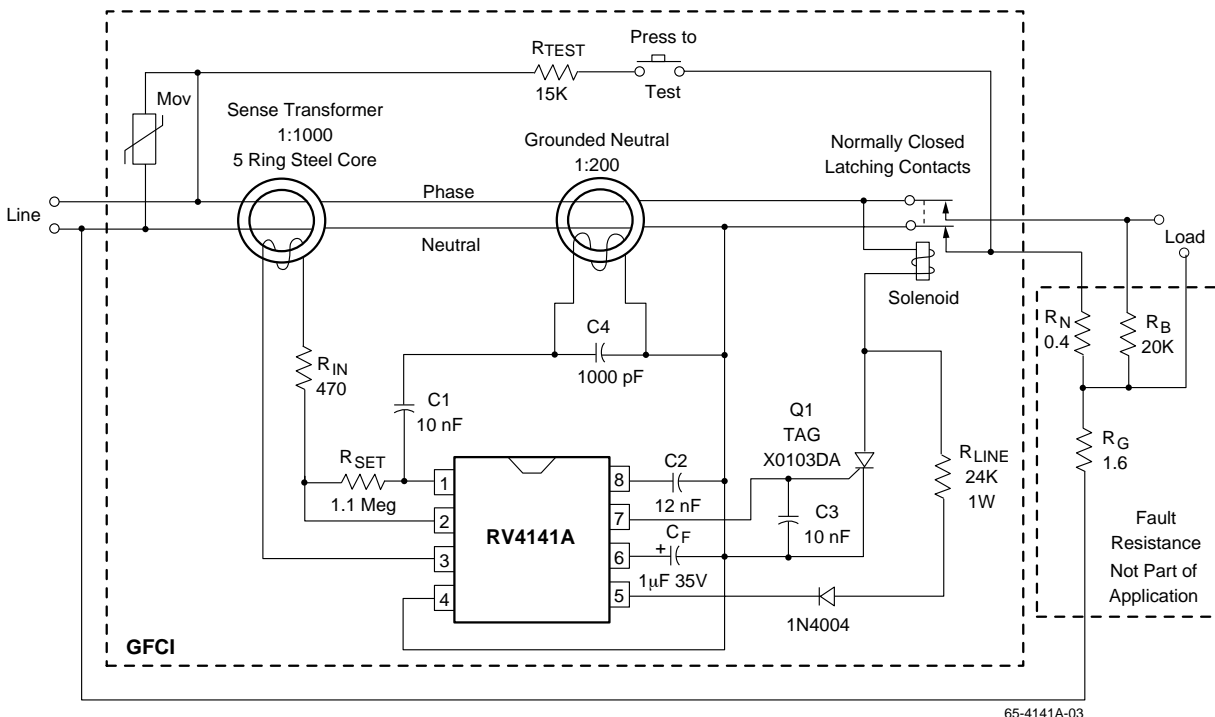 RTEST
15K
Press to
Test
Mov
Sense Transformer
1:1000
5 Ring Steel Core
Grounded Neutral
1:200
Normally Closed
Latching Contacts
Line
Phase
Neutral
Load
Solenoid
RIN
470
C4
1000 pF
RN
0.4
RB
20K
C1
10 nF
Q1
TAG
X0103DA
RLINE
24K
1W
RG
1.6
RSET
1.1 Meg
C2
12 nF
C3
10 nF
CF
+
1µF 35V
1
2
3
4
RV4141A
8
7
6
5
1N4004
Fault
Resistance
Not Part of
Application
GFCI
65-4141A-03